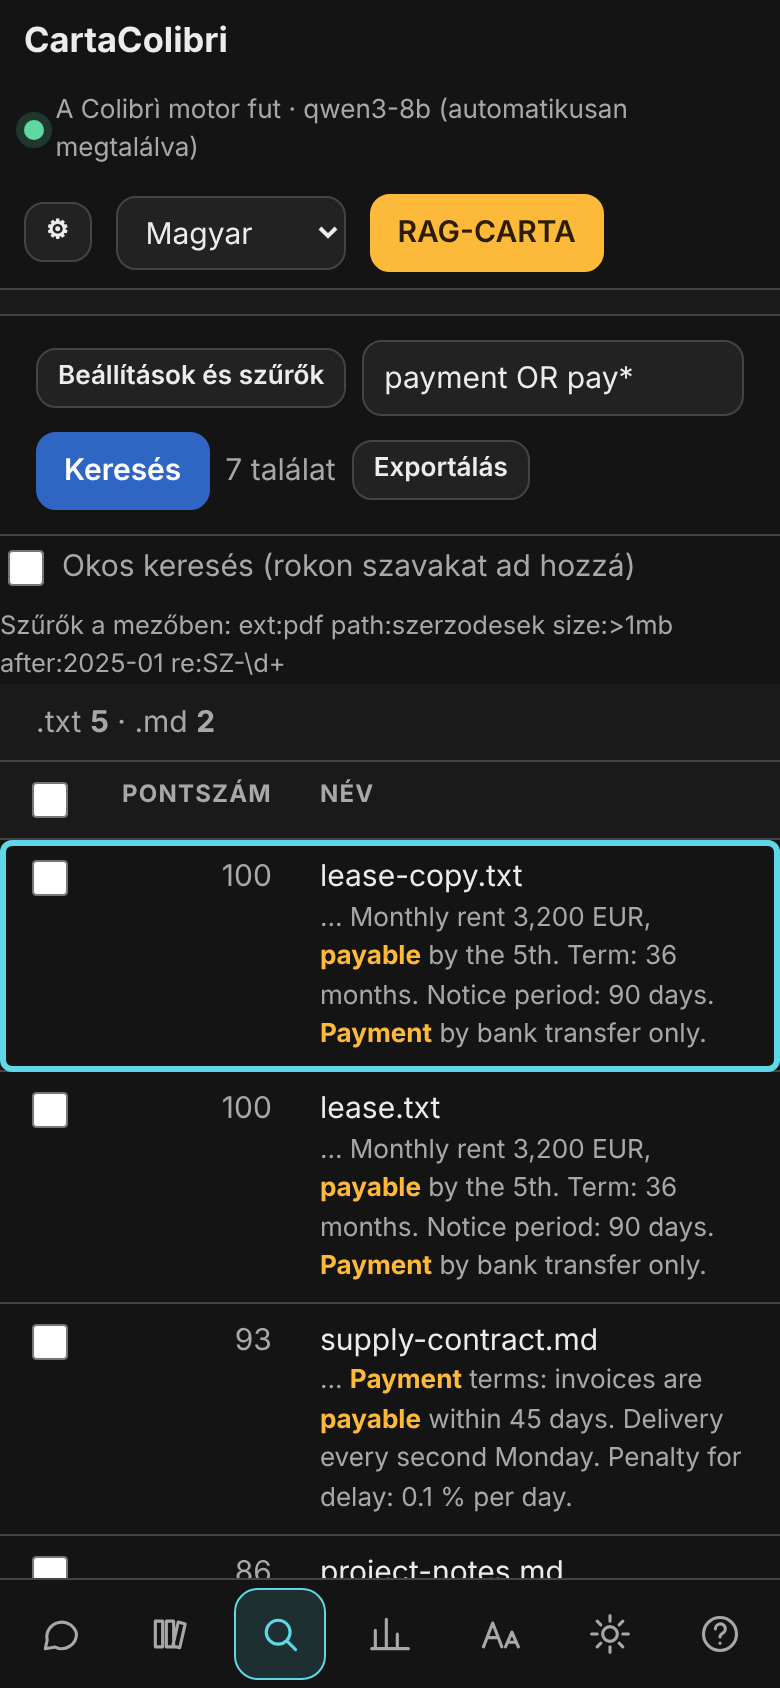 CartaColibri
A Colibrì motor fut · qwen3-8b (automatikusan
megtalálva)
Magyar
RAG-CARTA
Beállítások és szűrők
payment OR pay*
Keresés
7 találat
Exportálás
Okos keresés (rokon szavakat ad hozzá)
Szűrők a mezőben: ext:pdf path:szerzodesek size:>1mb
after:2025-01 re:SZ-\d+
.txt 5 · .md 2
PONTSZÁM NÉV
100 lease-copy.txt
... Monthly rent 3,200 EUR,
payable by the 5th. Term: 36
months. Notice period: 90 days.
Payment by bank transfer only.
100 lease.txt
... Monthly rent 3,200 EUR,
payable by the 5th. Term: 36
months. Notice period: 90 days.
Payment by bank transfer only.
93 supply-contract.md
... Payment terms: invoices are
payable within 45 days. Delivery
every second Monday. Penalty for
delay: 0.1 % per day.
86 project-notes.md
AA